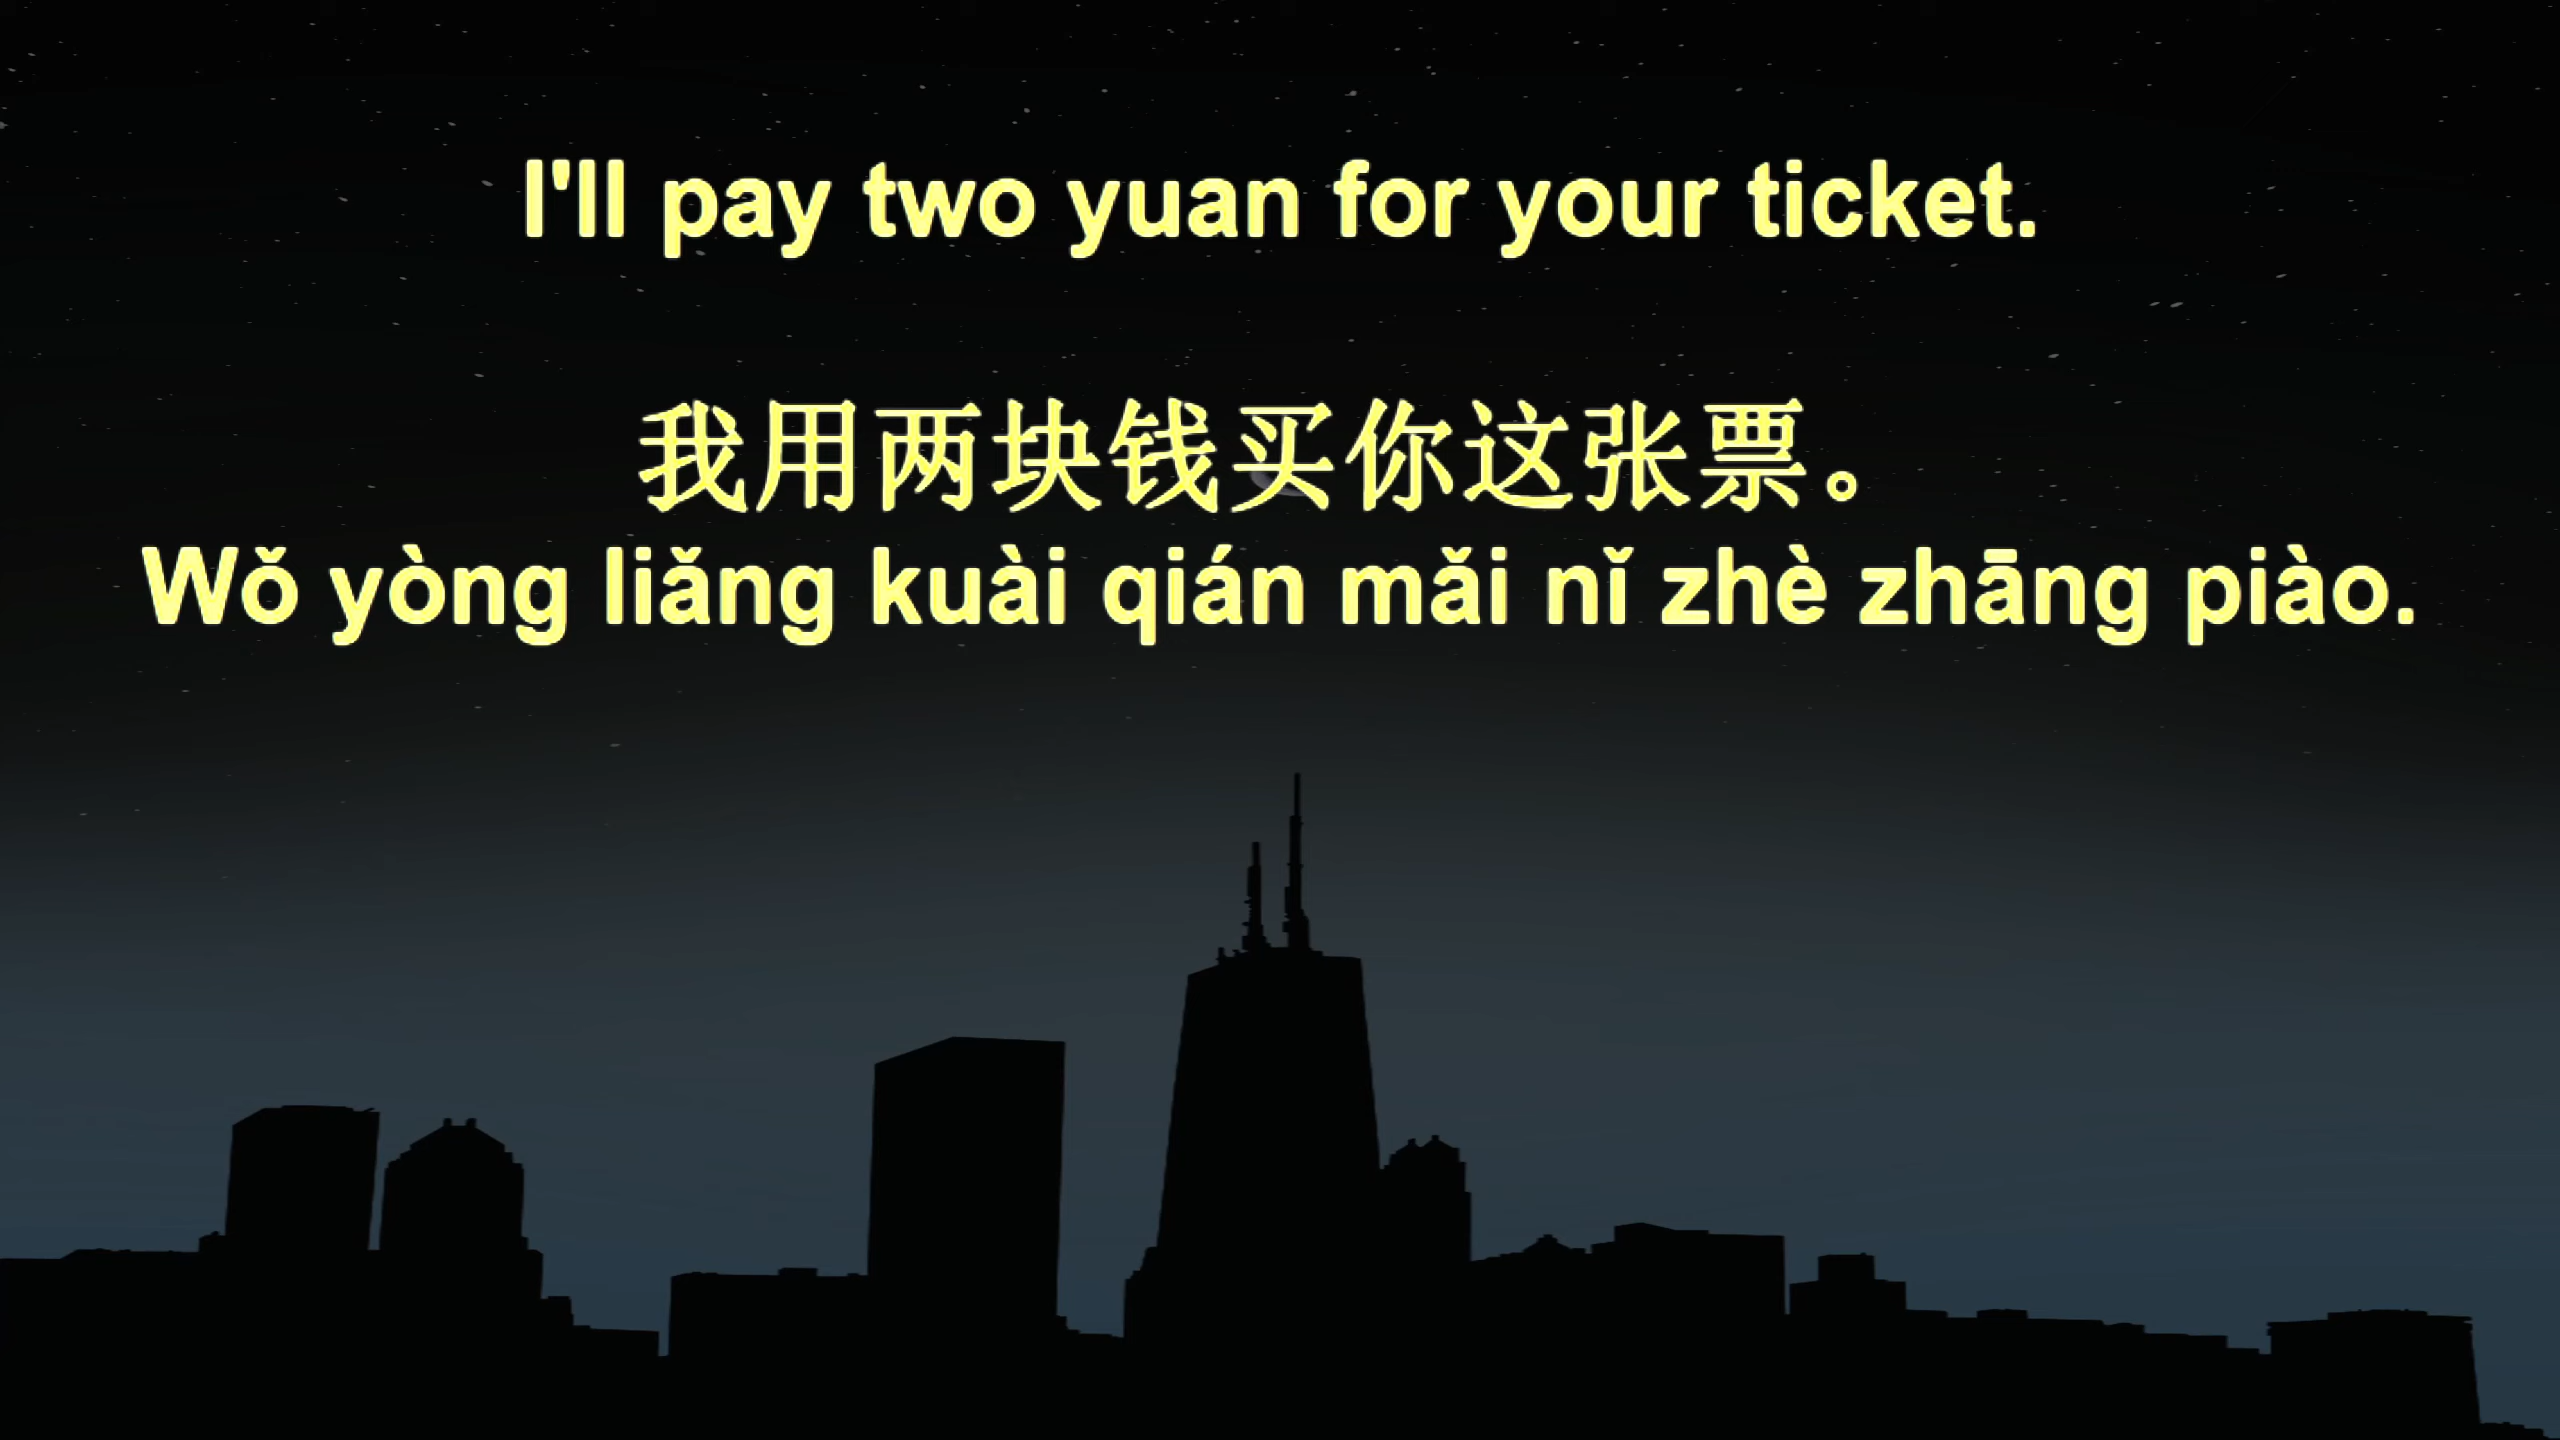 I'll pay two yuan for your ticket.
我用两块钱买你这张票。
Wǒ yòng liǎng kuài qián mǎi nǐ zhè zhāng piào.